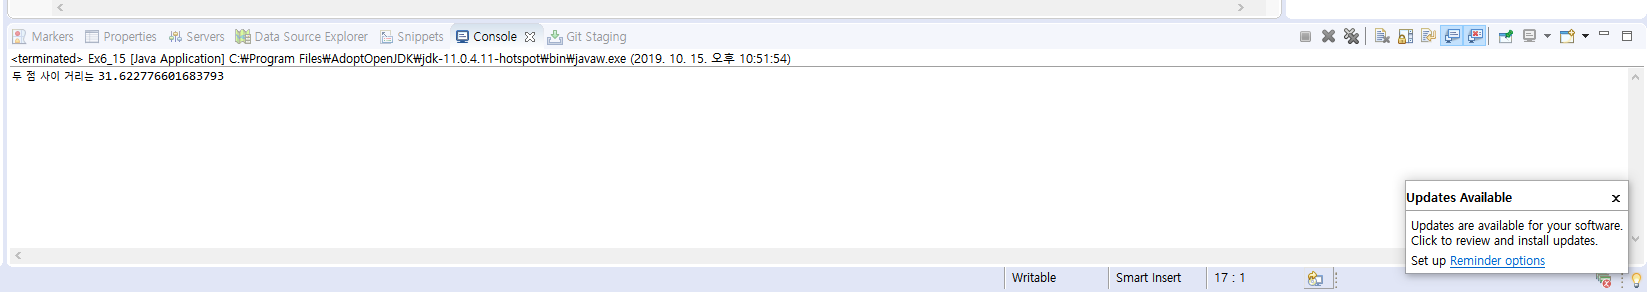 Markers Properties Servers Data Source Explorer Snippets Console Git Staging
<terminated> Ex6_15 [Java Application] C:₩Program Files₩AdoptOpenJDK₩jdk-11.0.4.11-hotspot₩bin₩javaw.exe (2019. 10. 15. 오후 10:51:54)
두 점 사이 거리는 31.622776601683793
Updates Available x
Updates are available for your software.
Click to review and install updates.
Set up Reminder options
Writable Smart Insert 17 : 1